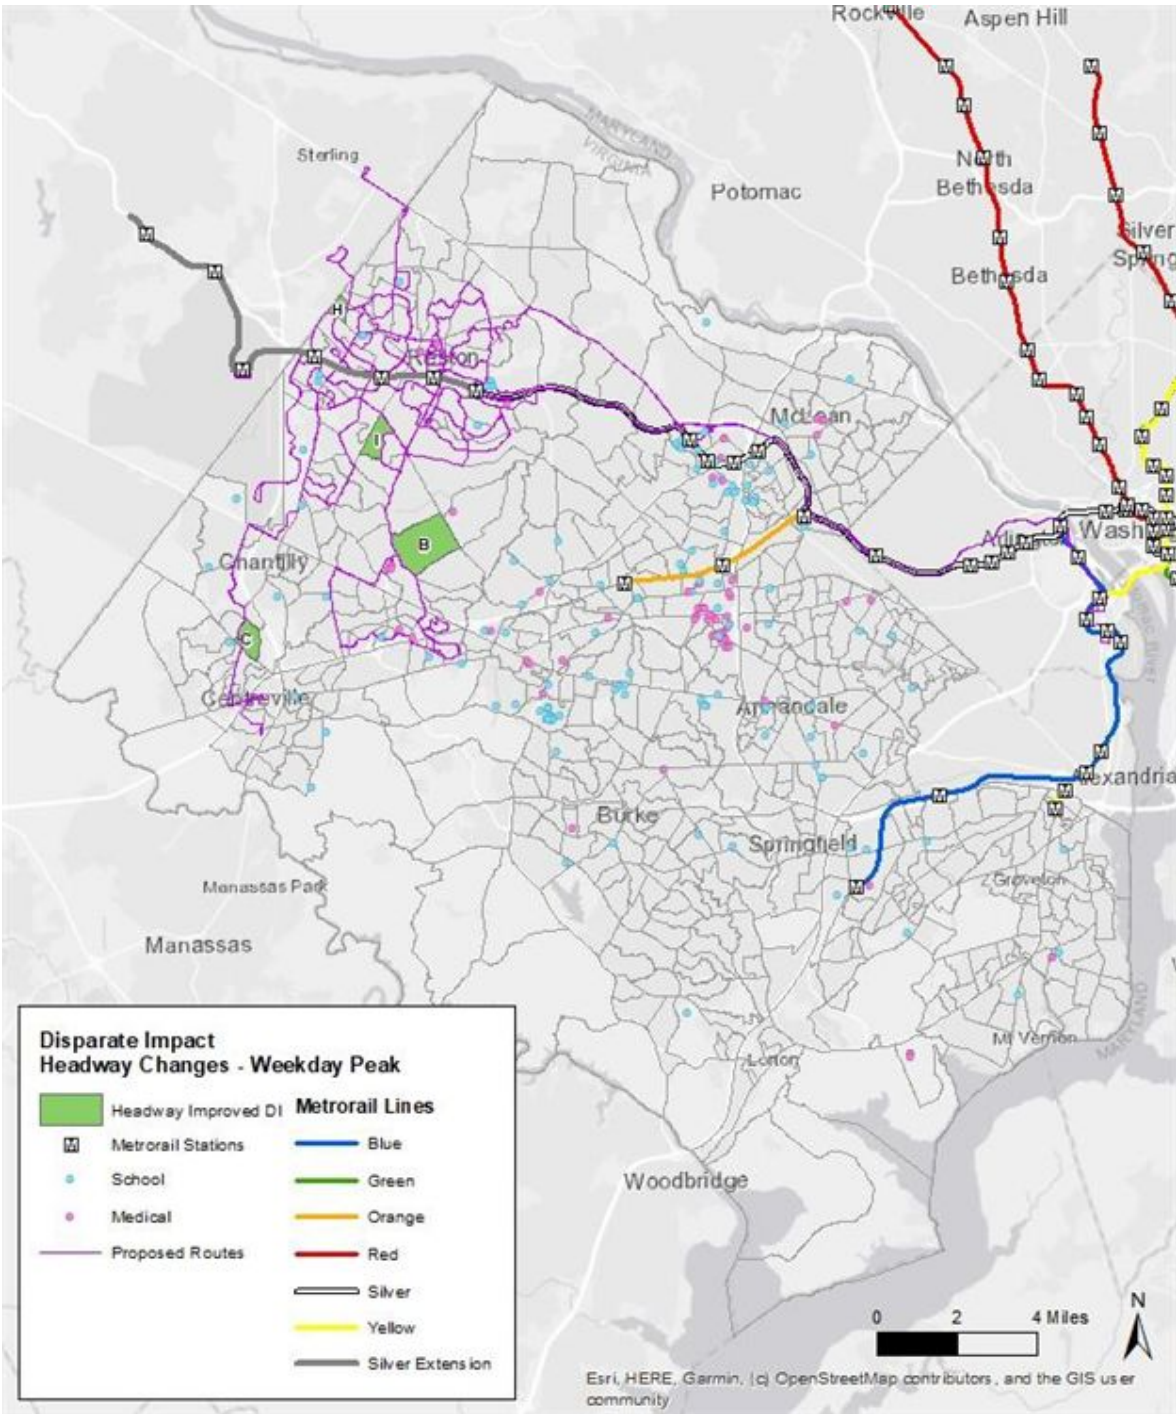 Rockville
Aspen Hill
MARYLAND
VIRGINIA
Sterling
North
Bethesda
Potomac
Silver
Spring
Bethesda
H
Reston
McLean
I
B
Chantilly
Arlington
Wash
C
Centreville
Annandale
Alexandria
Burke
Springfield
Manassas Park
Groveton
Manassas
MARYLAND
Mt Vernon
Lorton
Woodbridge
Disparate Impact
Headway Changes - Weekday Peak
Headway Improved DI
Metrorail Stations
School
Medical
Proposed Routes
Metrorail Lines
Blue
Green
Orange
Red
Silver
Yellow
Silver Extension
0 2 4 Miles
N
Esri, HERE, Garmin, (c) OpenStreetMap contributors, and the GIS user
community